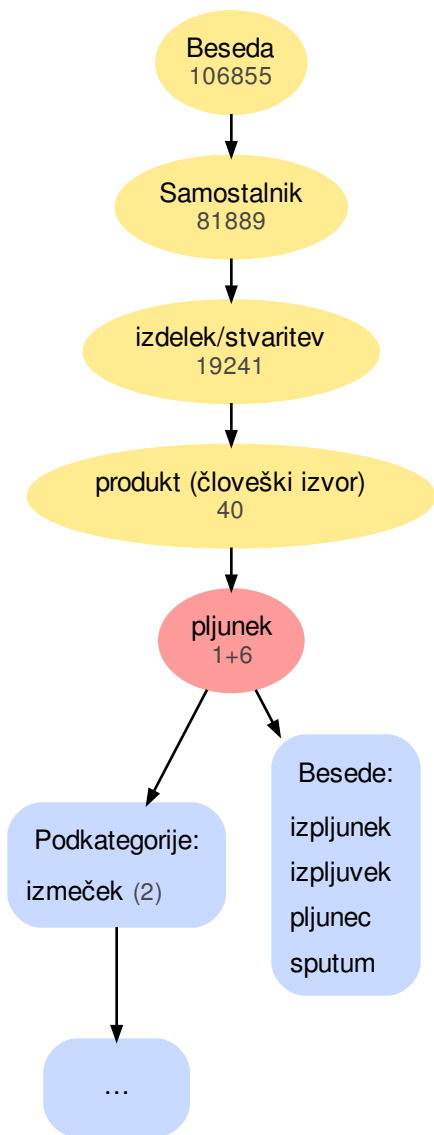 Beseda
106855
Samostalnik
81889
izdelek/stvaritev
19241
produkt (človeški izvor)
40
pljunek
1+6
Besede:
izpljunek
izpljuvek
pljunec
sputum
Podkategorije:
izmeček (2)
...